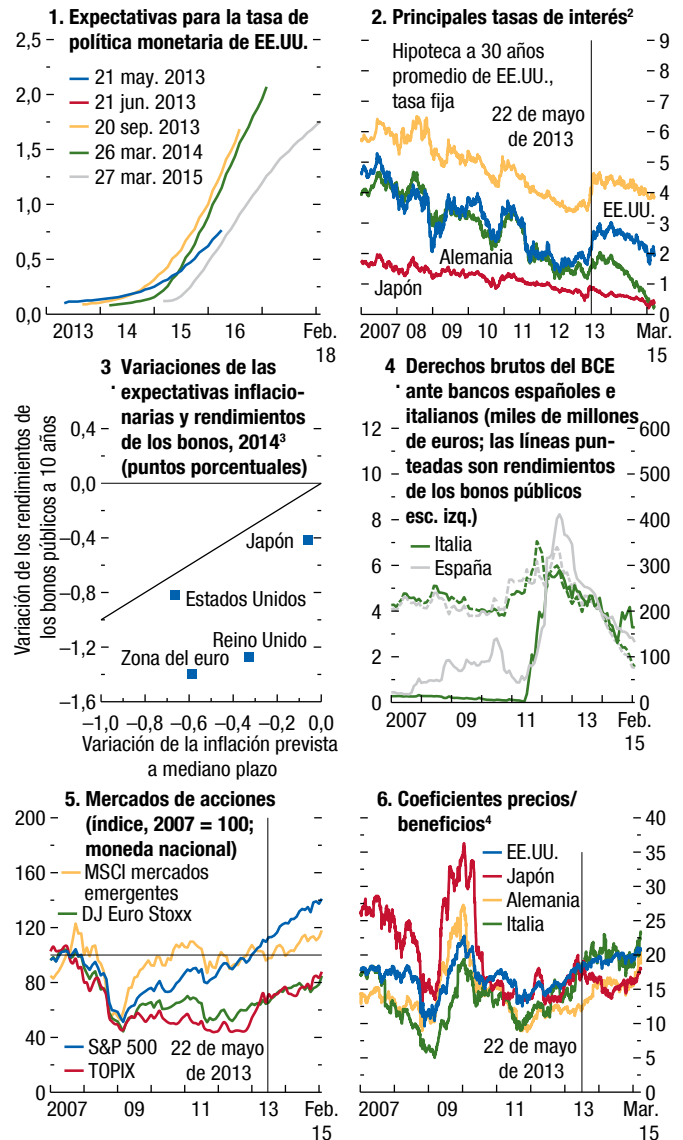 1. Expectativas para la tasa de
política monetaria de EE.UU.
2,5
2,0
1,5
1,0
0,5
0,0
21 may. 2013
21 jun. 2013
20 sep. 2013
26 mar. 2014
27 mar. 2015
2013 14 15 16 Feb.
18
2. Principales tasas de interés²
Hipoteca a 30 años
promedio de EE.UU.,
tasa fija
22 de mayo
de 2013
EE.UU.
Alemania
Japón
9
8
7
6
5
4
3
2
1
0
2007 08 09 10 11 12 13 Mar.
15
3 Variaciones de las
. expectativas inflacio-
narias y rendimientos
de los bonos, 2014³
(puntos porcentuales)
Variación de los rendimientos de
los bonos públicos a 10 años
0,4
0,0
–0,4
–0,8
–1,2
–1,6
Japón
Estados Unidos
Reino Unido
Zona del euro
–1,0 –0,8 –0,6 –0,4 –0,2 0,0
Variación de la inflación prevista
a mediano plazo
4 Derechos brutos del BCE
. ante bancos españoles e
italianos (miles de millones
de euros; las líneas pun-
teadas son rendimientos
de los bonos públicos
esc. izq.)
12
10
8
6
4
2
0
Italia
España
600
500
400
300
200
100
0
2007 09 11 13 Feb.
15
5. Mercados de acciones
(índice, 2007 = 100;
moneda nacional)
200
160
120
80
40
0
MSCI mercados
emergentes
DJ Euro Stoxx
S&P 500
TOPIX
22 de mayo
de 2013
2007 09 11 13 Feb.
15
6. Coeficientes precios/
beneficios⁴
EE.UU.
Japón
Alemania
Italia
22 de mayo
de 2013
40
35
30
25
20
15
10
5
0
2007 09 11 13 Mar.
15